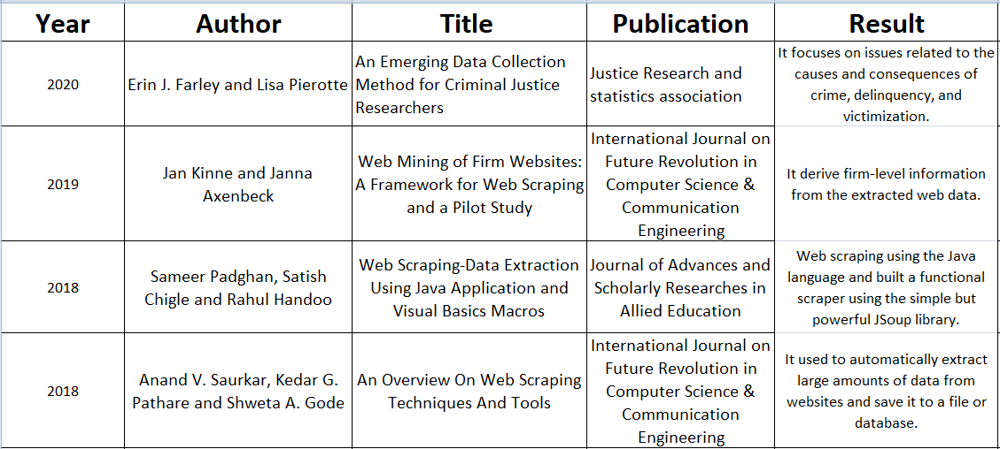 Year Author Title Publication Result
2020
Erin J. Farley and Lisa Pierotte
An Emerging Data Collection
Method for Criminal Justice
Researchers
Justice Research and
statistics association
It focuses on issues related to the
causes and consequences of
crime, delinquency, and
victimization.
2019
Jan Kinne and Janna
Axenbeck
Web Mining of Firm Websites:
A Framework for Web Scraping
and a Pilot Study
International Journal on
Future Revolution in
Computer Science &
Communication
Engineering
It derive firm-level information
from the extracted web data.
2018
Sameer Padghan, Satish
Chigle and Rahul Handoo
Web Scraping-Data Extraction
Using Java Application and
Visual Basics Macros
Journal of Advances and
Scholarly Researches in
Allied Education
Web scraping using the Java
language and built a functional
scraper using the simple but
powerful JSoup library.
2018
Anand V. Saurkar, Kedar G.
Pathare and Shweta A. Gode
An Overview On Web Scraping
Techniques And Tools
International Journal on
Future Revolution in
Computer Science &
Communication
Engineering
It used to automatically extract
large amounts of data from
websites and save it to a file or
database.